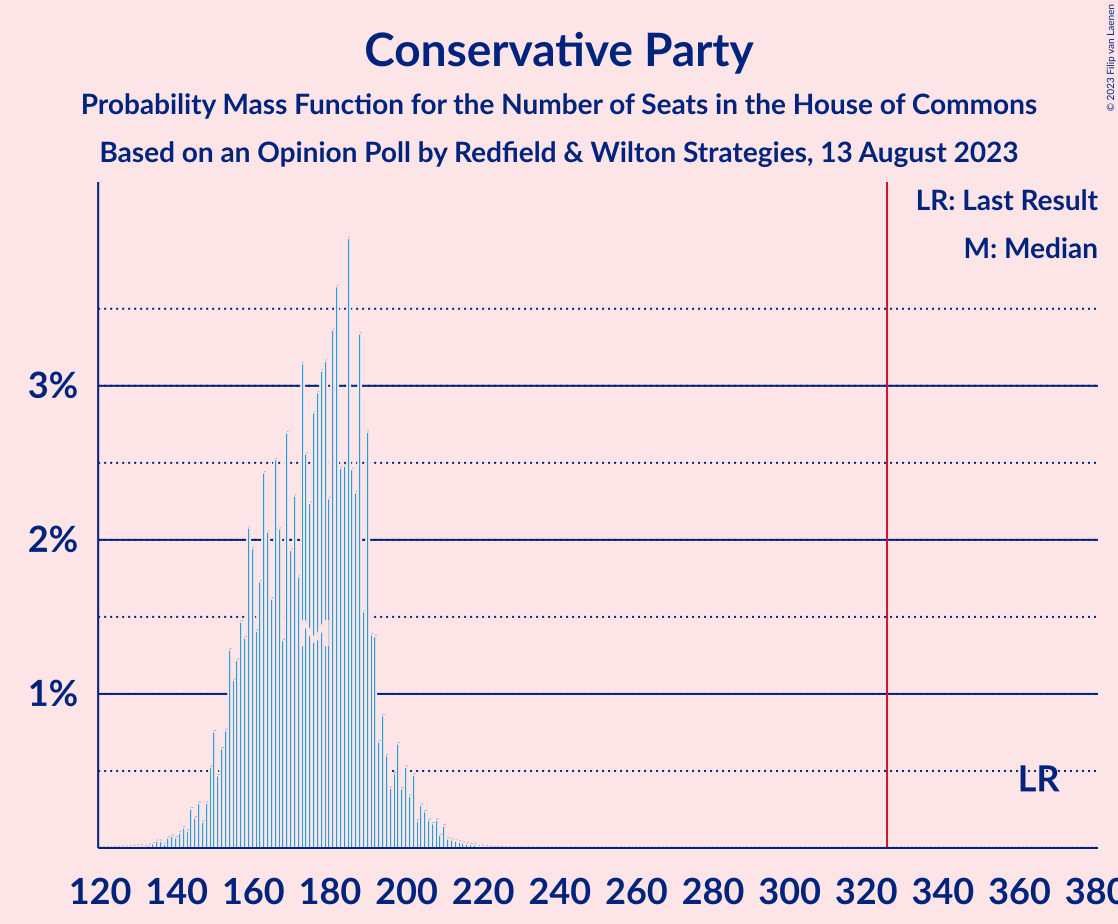 Conservative Party
Probability Mass Function for the Number of Seats in the House of Commons
Based on an Opinion Poll by Redfield & Wilton Strategies, 13 August 2023
© 2023 Filip van Laenen
LR: Last Result
M: Median
3%
2%
1%
M
LR
120 140 160 180 200 220 240 260 280 300 320 340 360 380